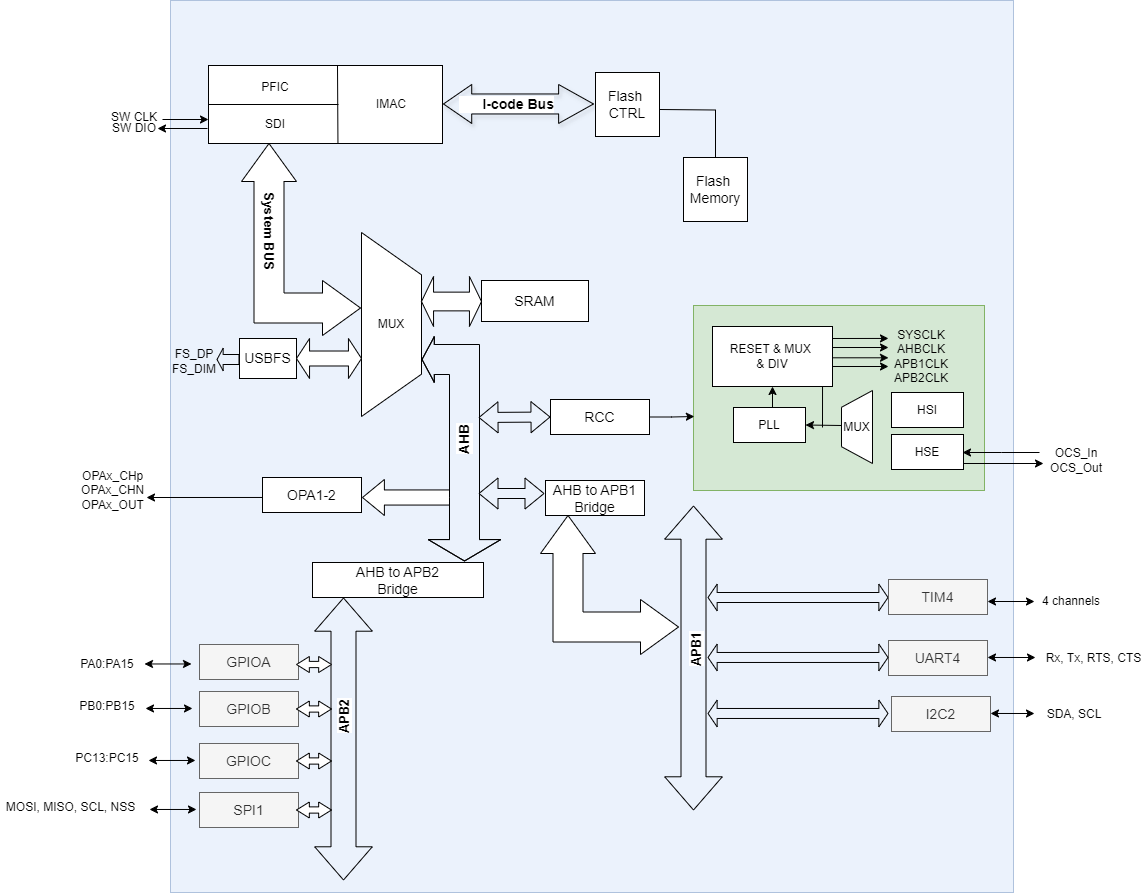 PFIC
IMAC
SDI
SW CLK
SW DIO
I-code Bus
Flash
CTRL
Flash
Memory
System BUS
MUX
SRAM
FS_DP
FS_DIM
USBFS
RESET & MUX
& DIV
SYSCLK
AHBCLK
APB1CLK
APB2CLK
PLL
MUX
HSI
HSE
OCS_In
OCS_Out
RCC
AHB
OPAx_CHp
OPAx_CHN
OPAx_OUT
OPA1-2
AHB to APB1
Bridge
AHB to APB2
Bridge
APB1
TIM4
4 channels
UART4
Rx, Tx, RTS, CTS
I2C2
SDA, SCL
APB2
PA0:PA15
GPIOA
PB0:PB15
GPIOB
PC13:PC15
GPIOC
MOSI, MISO, SCL, NSS
SPI1